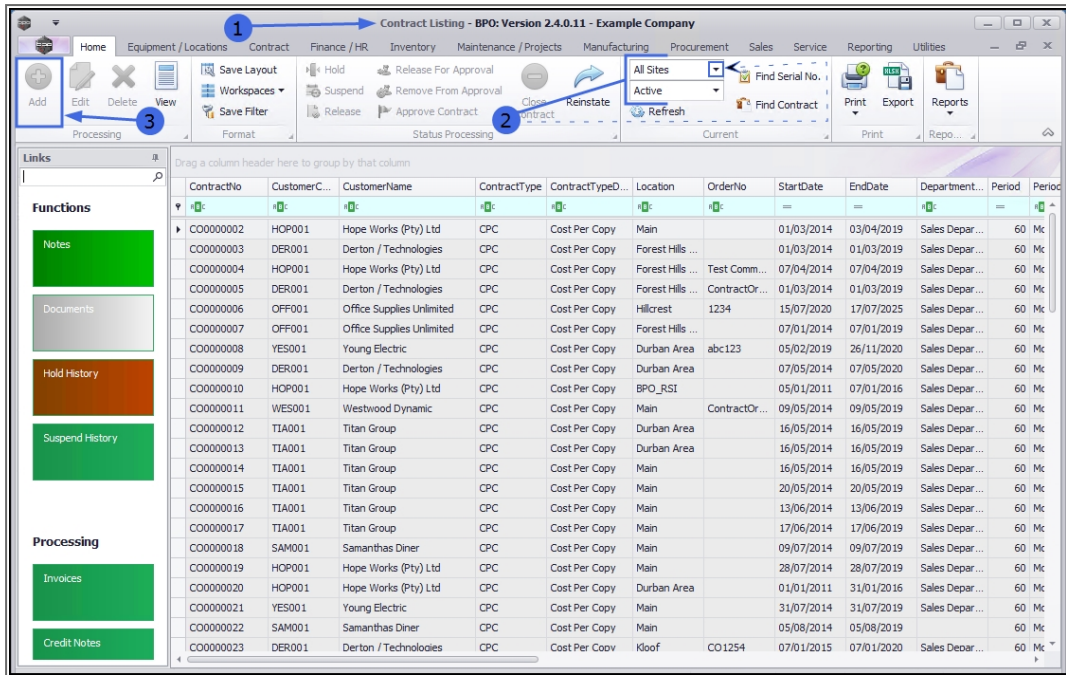 1
Contract Listing - BPO: Version 2.4.0.11 - Example Company
Home Equipment / Locations Contract Finance / HR Inventory Maintenance / Projects Manufacturing Procurement Sales Service Reporting Utilities
Add
Edit
Delete
View
Processing
3
Save Layout
Workspaces
Save Filter
Format
Hold
Suspend
Release
Release For Approval
Remove From Approval
Approve Contract
Close Contract
Reinstate
Status Processing
2
All Sites
Active
Refresh
Find Serial No.
Find Contract
Current
Print
Export
Print
Reports
Repo...
Links
Functions
Notes
Documents
Hold History
Suspend History
Processing
Invoices
Credit Notes
Drag a column header here to group by that column
ContractNo CustomerC... CustomerName ContractType ContractTypeD... Location OrderNo StartDate EndDate Department... Period Period
CO0000002 HOP001 Hope Works (Pty) Ltd CPC Cost Per Copy Main 01/03/2014 03/04/2019 Sales Depar... 60 Mc
CO0000003 DER001 Derton / Technologies CPC Cost Per Copy Forest Hills ... 01/03/2014 01/03/2019 Sales Depar... 60 Mc
CO0000004 HOP001 Hope Works (Pty) Ltd CPC Cost Per Copy Forest Hills ... Test Comm... 07/04/2014 07/04/2019 Sales Depar... 60 Mc
CO0000005 DER001 Derton / Technologies CPC Cost Per Copy Forest Hills ... ContractOr... 01/03/2014 01/03/2019 Sales Depar... 60 Mc
CO0000006 OFF001 Office Supplies Unlimited CPC Cost Per Copy Hillcrest 1234 15/07/2020 17/07/2025 Sales Depar... 60 Mc
CO0000007 OFF001 Office Supplies Unlimited CPC Cost Per Copy Forest Hills ... 07/01/2014 07/01/2019 Sales Depar... 60 Mc
CO0000008 YES001 Young Electric CPC Cost Per Copy Durban Area abc123 05/02/2019 26/11/2020 Sales Depar... 60 Mc
CO0000009 DER001 Derton / Technologies CPC Cost Per Copy Durban Area 07/05/2014 07/05/2020 Sales Depar... 60 Mc
CO0000010 HOP001 Hope Works (Pty) Ltd CPC Cost Per Copy BPO_RSI 05/01/2011 07/01/2016 Sales Depar... 60 Mc
CO0000011 WES001 Westwood Dynamic CPC Cost Per Copy Main ContractOr... 09/05/2014 09/05/2019 Sales Depar... 60 Mc
CO0000012 TIA001 Titan Group CPC Cost Per Copy Durban Area 16/05/2014 16/05/2019 Sales Depar... 60 Mc
CO0000013 TIA001 Titan Group CPC Cost Per Copy Durban Area 16/05/2014 16/05/2019 Sales Depar... 60 Mc
CO0000014 TIA001 Titan Group CPC Cost Per Copy Main 16/05/2014 16/05/2019 Sales Depar... 60 Mc
CO0000015 TIA001 Titan Group CPC Cost Per Copy Main 20/05/2014 20/05/2019 Sales Depar... 60 Mc
CO0000016 TIA001 Titan Group CPC Cost Per Copy Main 13/06/2014 13/06/2019 Sales Depar... 60 Mc
CO0000017 TIA001 Titan Group CPC Cost Per Copy Main 17/06/2014 17/06/2019 Sales Depar... 60 Mc
CO0000018 SAM001 Samanthas Diner CPC Cost Per Copy Main 09/07/2014 09/07/2019 Sales Depar... 60 Mc
CO0000019 HOP001 Hope Works (Pty) Ltd CPC Cost Per Copy Main 28/07/2014 28/07/2019 Sales Depar... 60 Mc
CO0000020 HOP001 Hope Works (Pty) Ltd CPC Cost Per Copy Durban Area 01/01/2011 31/01/2016 Sales Depar... 60 Mc
CO0000021 YES001 Young Electric CPC Cost Per Copy Main 31/07/2014 31/07/2019 Sales Depar... 60 Mc
CO0000022 SAM001 Samanthas Diner CPC Cost Per Copy Main 05/08/2014 05/08/2019 60 Mc
CO0000023 DER001 Derton / Technologies CPC Cost Per Copy Kloof CO1254 07/01/2015 07/01/2020 Sales Depar... 60 Mc